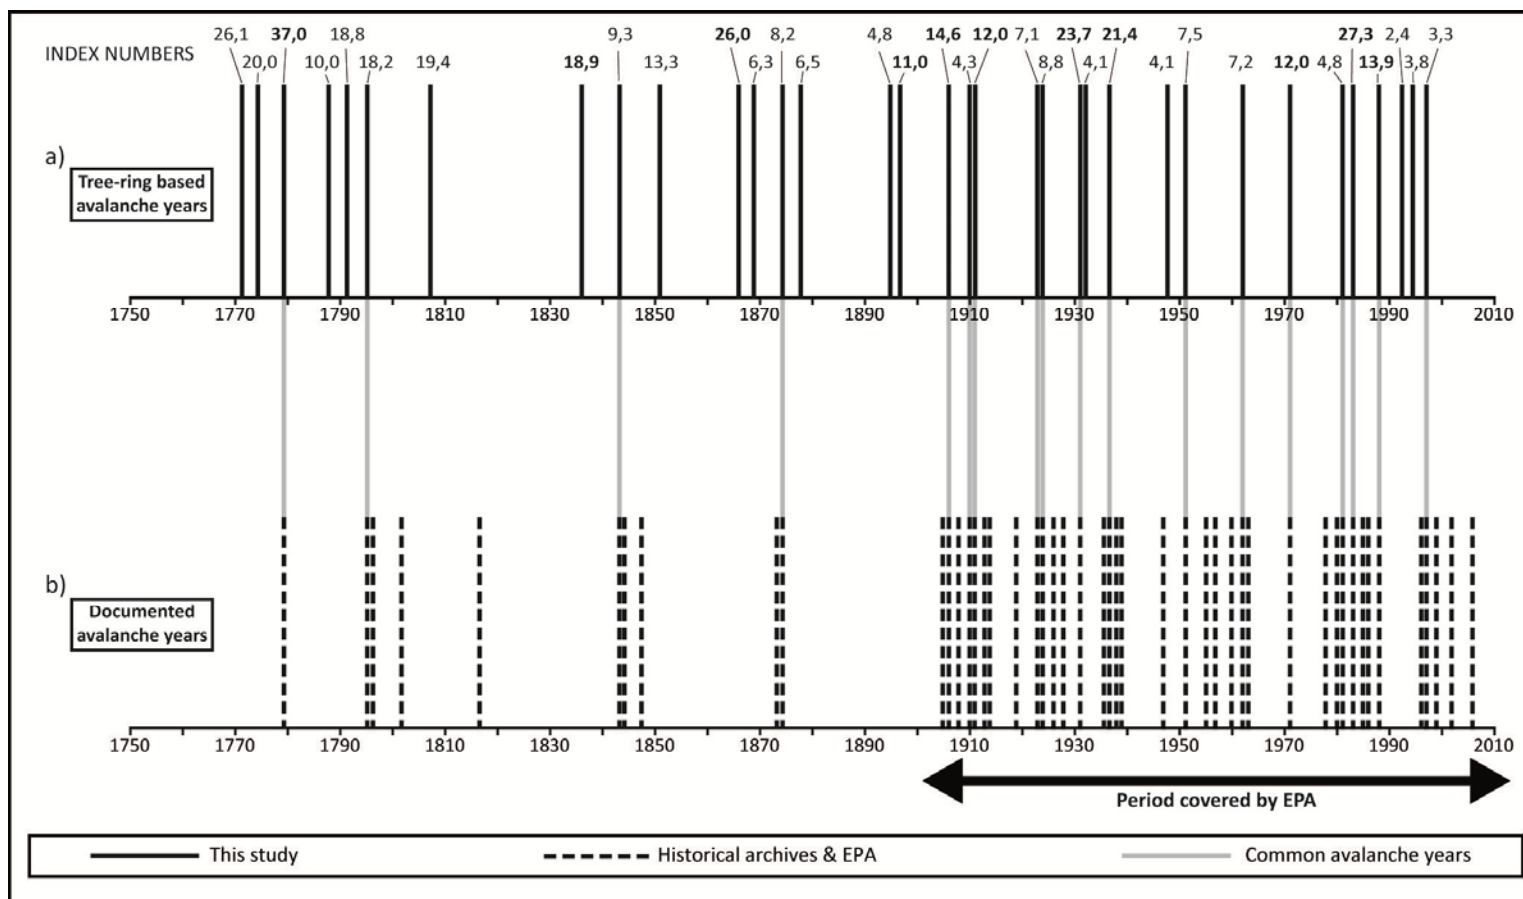 26,1 37,0 18,8 9,3 26,0 8,2 4,8 14,6 12,0 7,1 23,7 21,4 7,5 27,3 2,4 3,3
INDEX NUMBERS
20,0 10,0 18,2 19,4 18,9 13,3 6,3 6,5 11,0 4,3 8,8 4,1 4,1 7,2 12,0 4,8 13,9 3,8
a)
Tree-ring based
avalanche years
1750 1770 1790 1810 1830 1850 1870 1890 1910 1930 1950 1970 1990 2010
b)
Documented
avalanche years
1750 1770 1790 1810 1830 1850 1870 1890 1910 1930 1950 1970 1990 2010
Period covered by EPA
This study Historical archives & EPA Common avalanche years